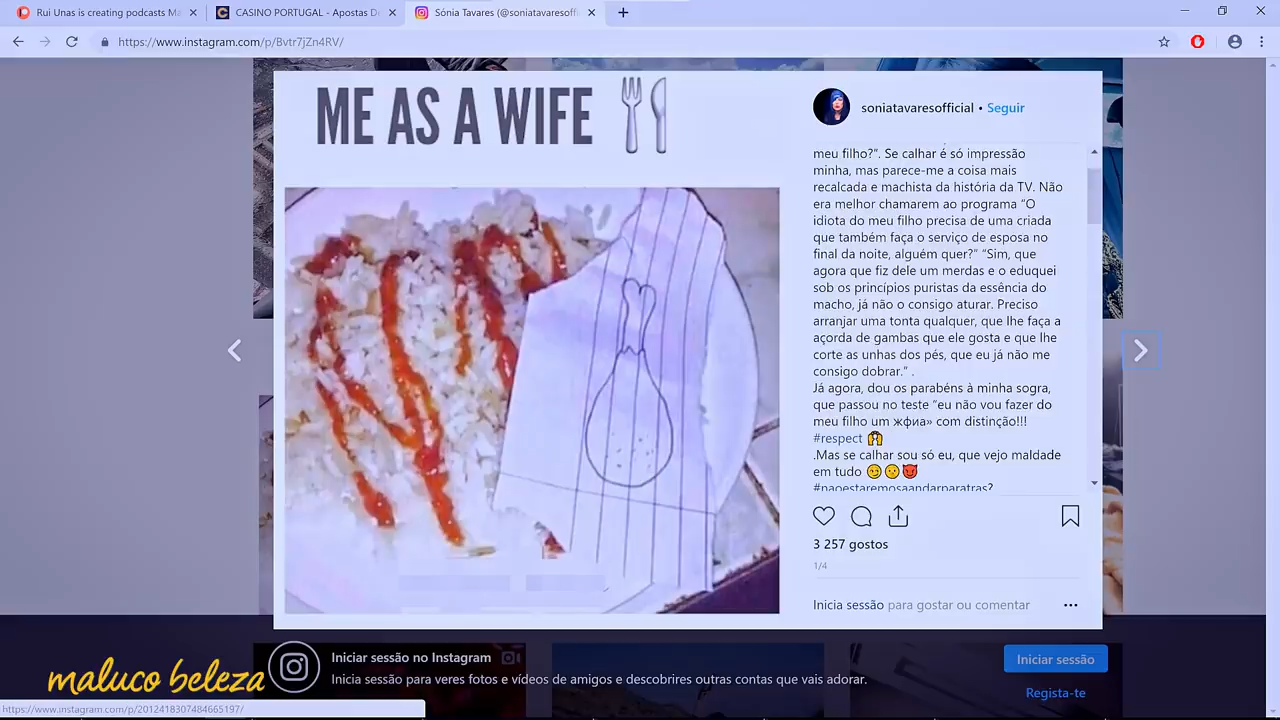 Rui Unas is creating podcasts Ma
CASINO PORTUGAL - Apostas De
Sónia Tavares (@soniatavaresoffi
https://www.instagram.com/p/Bvtr7jZn4RV/
ME AS A WIFE
soniatavaresofficial • Seguir
meu filho?". Se calhar é só impressão
minha, mas parece-me a coisa mais
recalcada e machista da história da TV. Não
era melhor chamarem ao programa "O
idiota do meu filho precisa de uma criada
que também faça o serviço de esposa no
final da noite, alguém quer?" "Sim, que
agora que fiz dele um merdas e o eduquei
sob os princípios puristas da essência do
macho, já não o consigo aturar. Preciso
arranjar uma tonta qualquer, que lhe faça a
açorda de gambas que ele gosta e que lhe
corte as unhas dos pés, que eu já não me
consigo dobrar." .
Já agora, dou os parabéns à minha sogra,
que passou no teste "eu não vou fazer do
meu filho um жфиа» com distinção!!!
#respect 🙌
.Mas se calhar sou só eu, que vejo maldade
em tudo 😏😐😈
#naoestaremosaandarparatras?
3 257 gostos
1/4
Inicia sessão para gostar ou comentar
Iniciar sessão no Instagram
Inicia sessão para veres fotos e vídeos de amigos e descobrires outras contas que vais adorar.
Iniciar sessão
Regista-te
maluco beleza
https://www.instagram.com/p/2012418307484665197/